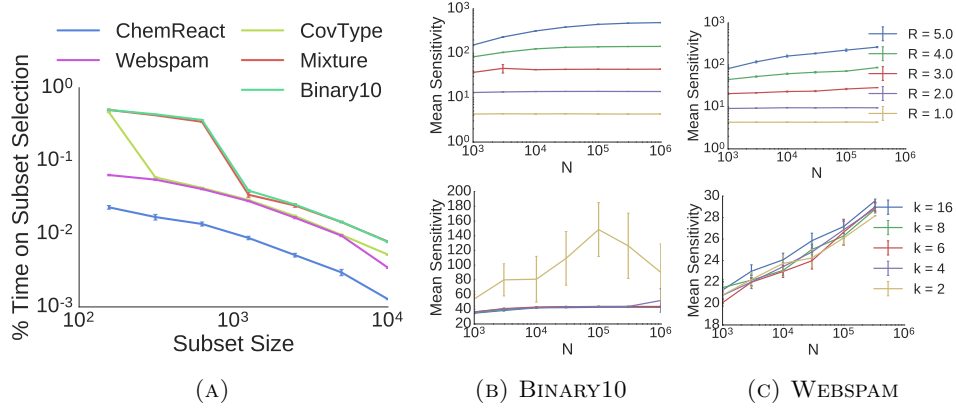 ChemReact
CovType
Webspam
Mixture
Binary10
% Time on Subset Selection
10^0
10^-1
10^-2
10^-3
10^2
10^3
10^4
Subset Size
(A)
Mean Sensitivity
10^3
10^2
10^1
10^0
10^3
10^4
10^5
10^6
N
Mean Sensitivity
200
180
160
140
120
100
80
60
40
20
10^3
10^4
10^5
10^6
N
(B) BINARY10
Mean Sensitivity
10^3
10^2
10^1
10^0
10^3
10^4
10^5
10^6
N
R = 5.0
R = 4.0
R = 3.0
R = 2.0
R = 1.0
Mean Sensitivity
30
28
26
24
22
20
18
10^3
10^4
10^5
10^6
N
k = 16
k = 8
k = 6
k = 4
k = 2
(C) WEBSPAM